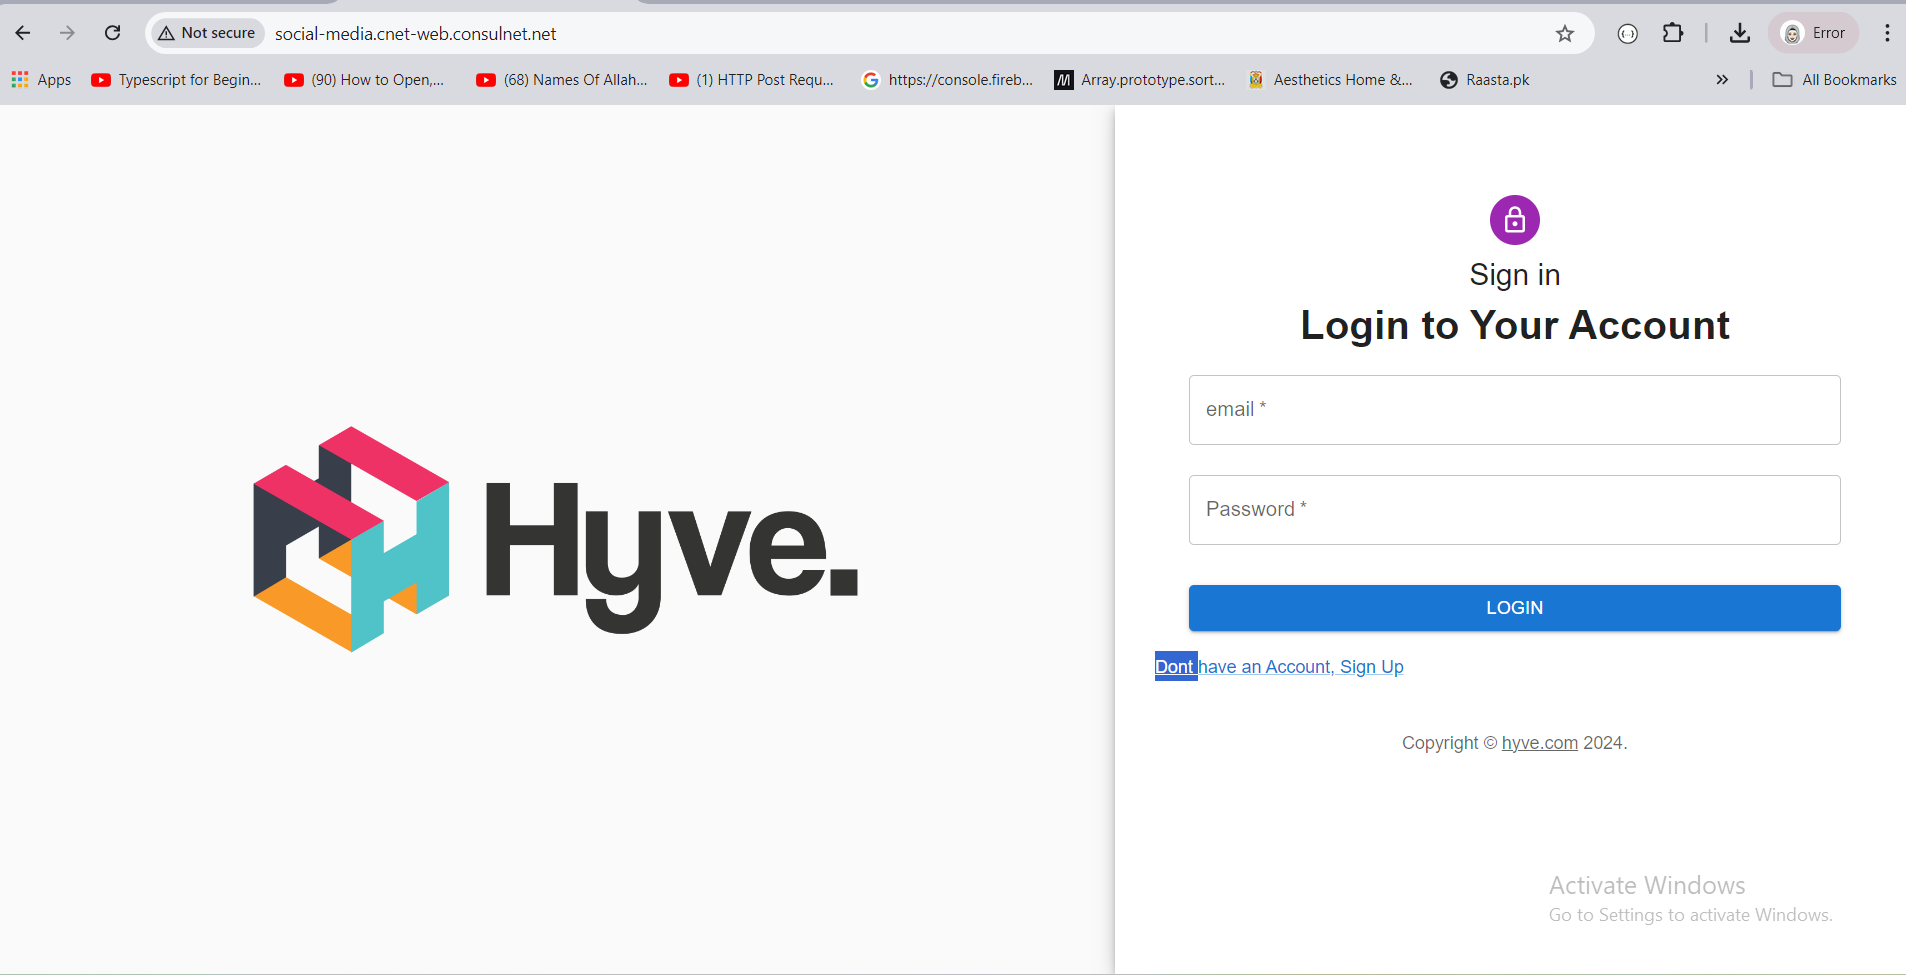 Not secure social-media.cnet-web.consulnet.net Error
Apps Typescript for Begin... (90) How to Open,... (68) Names Of Allah... (1) HTTP Post Requ... https://console.fireb... Array.prototype.sort... Aesthetics Home &... Raasta.pk » All Bookmarks
Sign in
Login to Your Account
email *
Password *
Hyve.
LOGIN
Dont have an Account, Sign Up
Copyright © hyve.com 2024.
Activate Windows
Go to Settings to activate Windows.